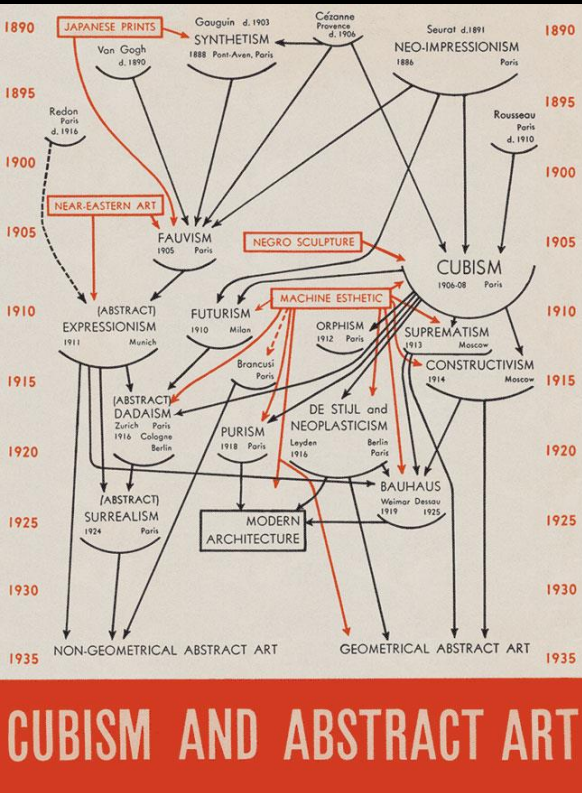 1890
JAPANESE PRINTS
Gauguin d. 1903
SYNTHETISM
1888 Pont-Aven, Paris
Cézanne
Provence
d. 1906
Seurat d.1891
NEO-IMPRESSIONISM
1886 Paris
1890
Van Gogh
d. 1890
1895
1895
Redon
Paris
d. 1916
Rousseau
Paris
d. 1910
1900
1900
NEAR-EASTERN ART
1905
FAUVISM
1905 Paris
NEGRO SCULPTURE
1905
CUBISM
1906-08 Paris
MACHINE ESTHETIC
1910
(ABSTRACT)
EXPRESSIONISM
1911 Munich
FUTURISM
1910 Milan
ORPHISM
1912 Paris
SUPREMATISM
1913 Moscow
1910
Brancusi
Paris
CONSTRUCTIVISM
1914 Moscow
1915
1915
(ABSTRACT)
DADAISM
Zurich Paris
1916 Cologne
Berlin
PURISM
1918 Paris
DE STIJL and
NEOPLASTICISM
Leyden Berlin
1916 Paris
1920
1920
BAUHAUS
Weimar Dessau
1919 1925
(ABSTRACT)
SURREALISM
1924 Paris
MODERN
ARCHITECTURE
1925
1925
1930
1930
NON-GEOMETRICAL ABSTRACT ART
GEOMETRICAL ABSTRACT ART
1935
1935
CUBISM AND ABSTRACT ART